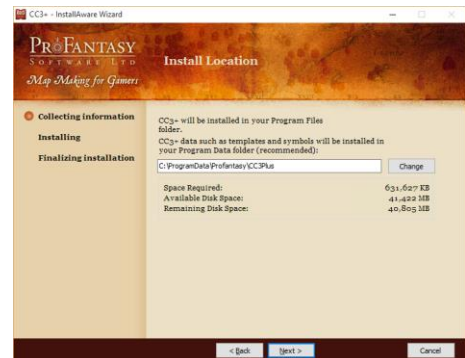 CC3+ - InstallAware Wizard
PROFANTASY
SOFTWARE LTD
Map Making for Gamers
Install Location
Collecting information
Installing
Finalizing installation
CC3+ will be installed in your Program Files
folder.
CC3+ data such as templates and symbols will be installed in
your Program Data folder (recommended):
C:\ProgramData\Profantasy\CC3Plus
Change
Space Required: 631,627 KB
Available Disk Space: 41,422 MB
Remaining Disk Space: 40,805 MB
< Back
Next >
Cancel